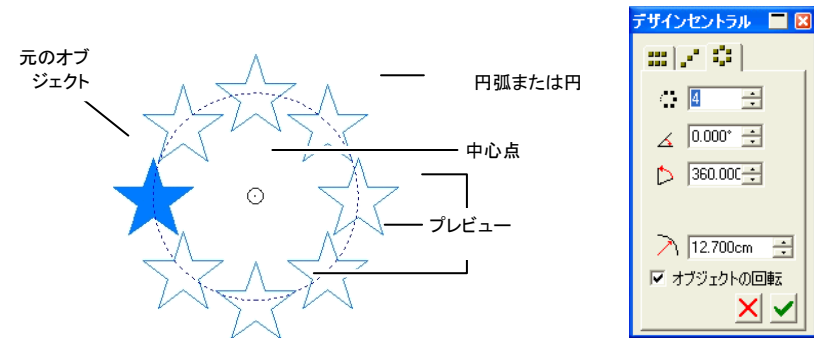 元のオブ
ジェクト
円弧または円
中心点
プレビュー
デザインセントラル
4
0.000°
360.000
12.700cm
オブジェクトの回転